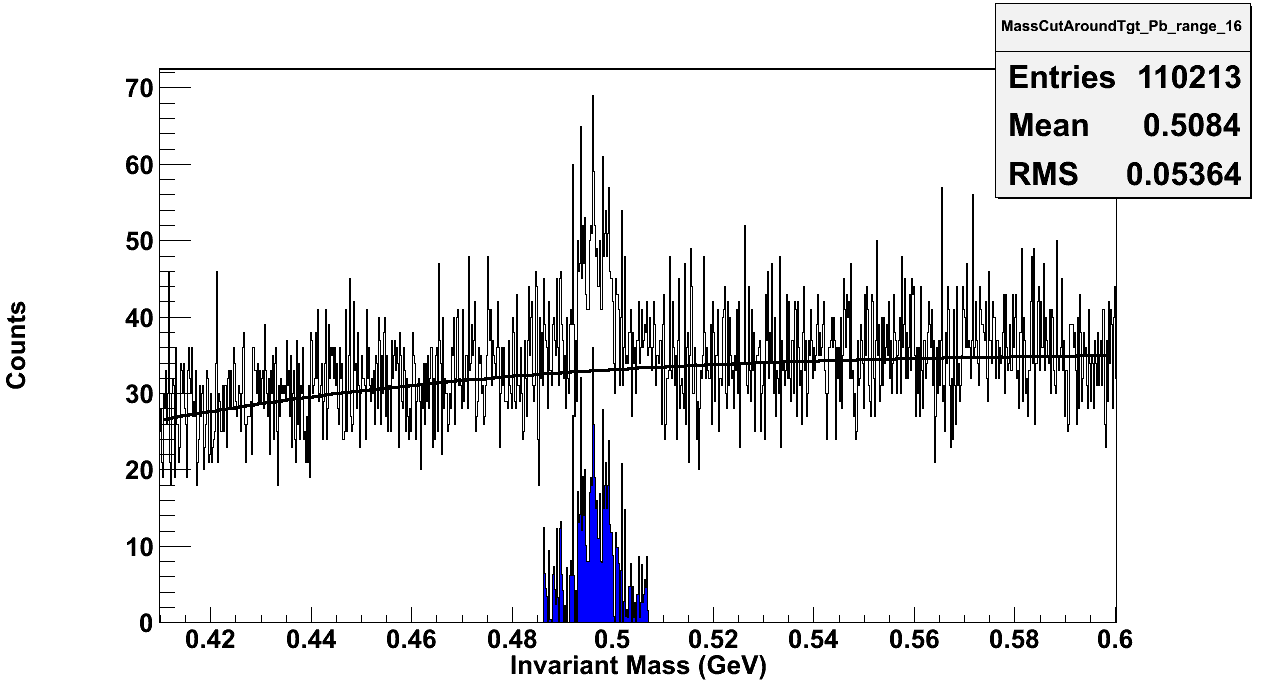 MassCutAroundTgt_Pb_range_16
Entries 110213
Mean 0.5084
RMS 0.05364
Counts
70
60
50
40
30
20
10
0
0.42 0.44 0.46 0.48 0.5 0.52 0.54 0.56 0.58 0.6
Invariant Mass (GeV)